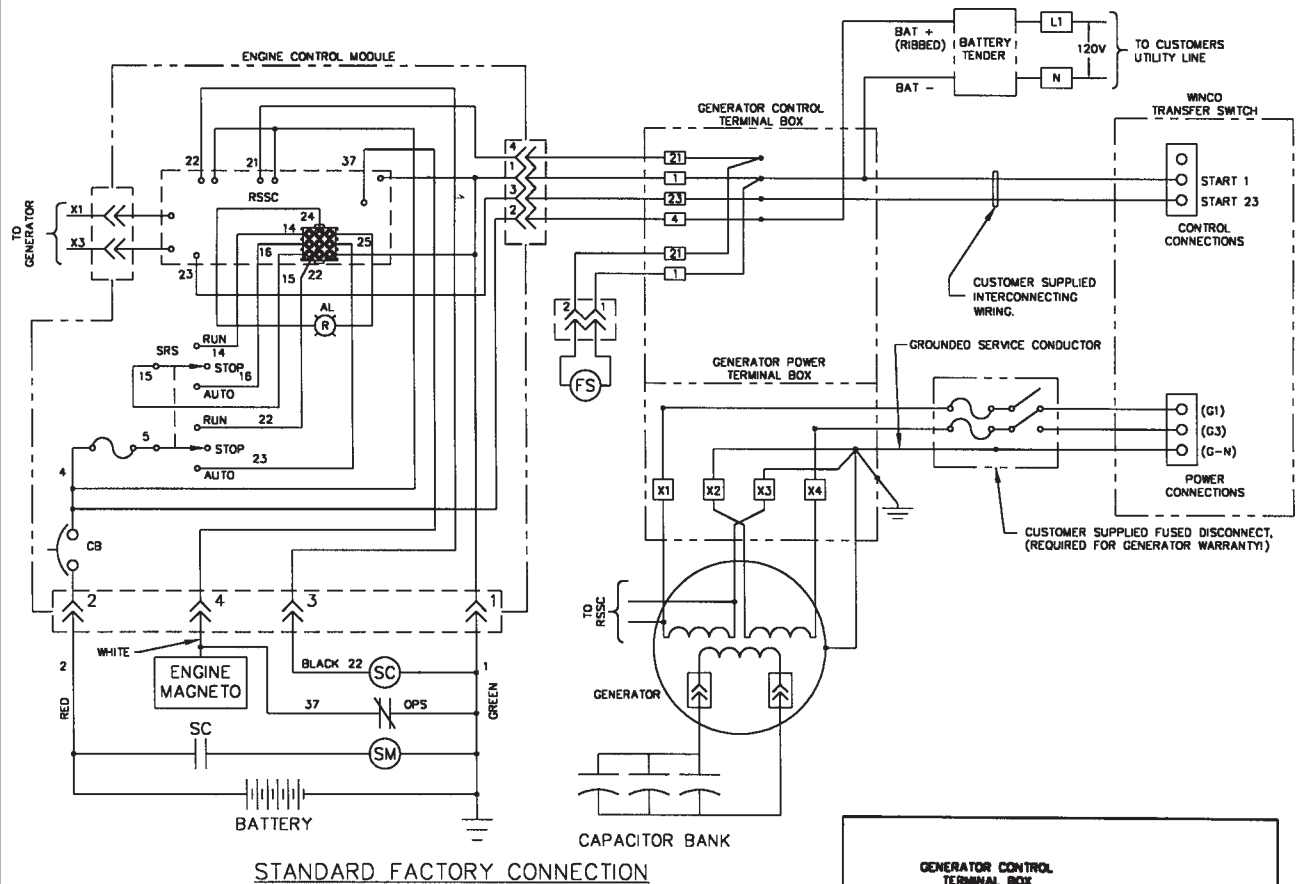 ENGINE CONTROL MODULE
BAT +
(RIBBED)
BATTERY
TENDER
L1
120V
N
TO CUSTOMERS
UTILITY LINE
BAT -
GENERATOR CONTROL
TERMINAL BOX
WINCO
TRANSFER SWITCH
22
21
37
RSSC
4
1
3
2
21
1
23
4
21
1
START 1
START 23
CONTROL
CONNECTIONS
TO
GENERATOR
X1
X3
24
14
16
25
15
22
23
AL
R
CUSTOMER SUPPLIED
INTERCONNECTING
WIRING.
2
1
FS
RUN
14
SRS
15
STOP
16
AUTO
RUN
22
5
STOP
23
AUTO
4
CB
GENERATOR POWER
TERMINAL BOX
GROUNDED SERVICE CONDUCTOR
(G1)
(G3)
(G-N)
POWER
CONNECTIONS
X1
X2
X3
X4
CUSTOMER SUPPLIED FUSED DISCONNECT,
(REQUIRED FOR GENERATOR WARRANTY!)
2
4
3
1
TO
RSSC
WHITE
2
RED
ENGINE
MAGNETO
BLACK 22
SC
1
GREEN
37
OPS
SC
SM
BATTERY
GENERATOR
CAPACITOR BANK
STANDARD FACTORY CONNECTION
GENERATOR CONTROL
TERMINAL BOX